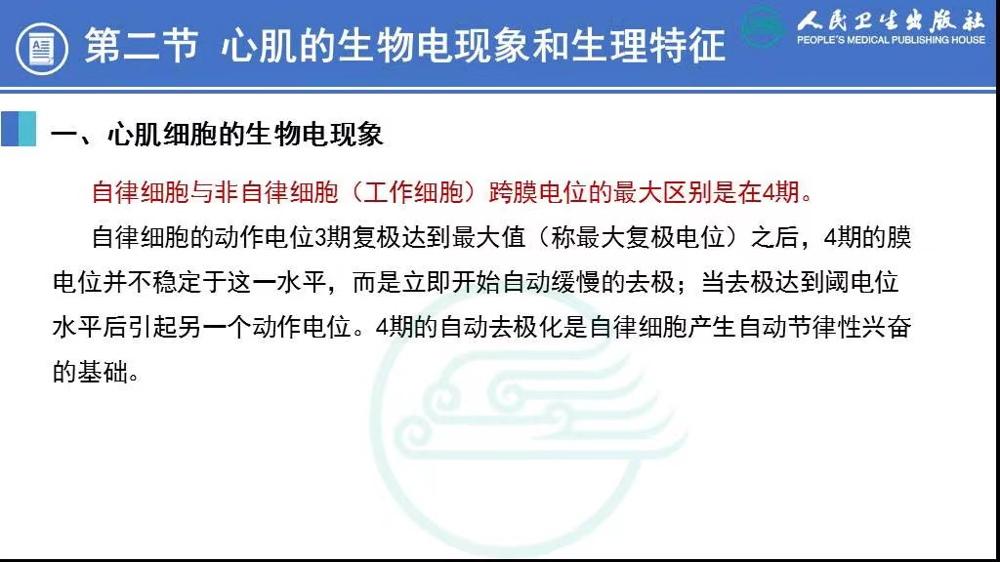 第二节 心肌的生物电现象和生理特征
人民卫生出版社
PEOPLE'S MEDICAL PUBLISHING HOUSE
一、心肌细胞的生物电现象
自律细胞与非自律细胞（工作细胞）跨膜电位的最大区别是在4期。
自律细胞的动作电位3期复极达到最大值（称最大复极电位）之后，4期的膜
电位并不稳定于这一水平，而是立即开始自动缓慢的去极；当去极达到阈电位
水平后引起另一个动作电位。4期的自动去极化是自律细胞产生自动节律性兴奋
的基础。